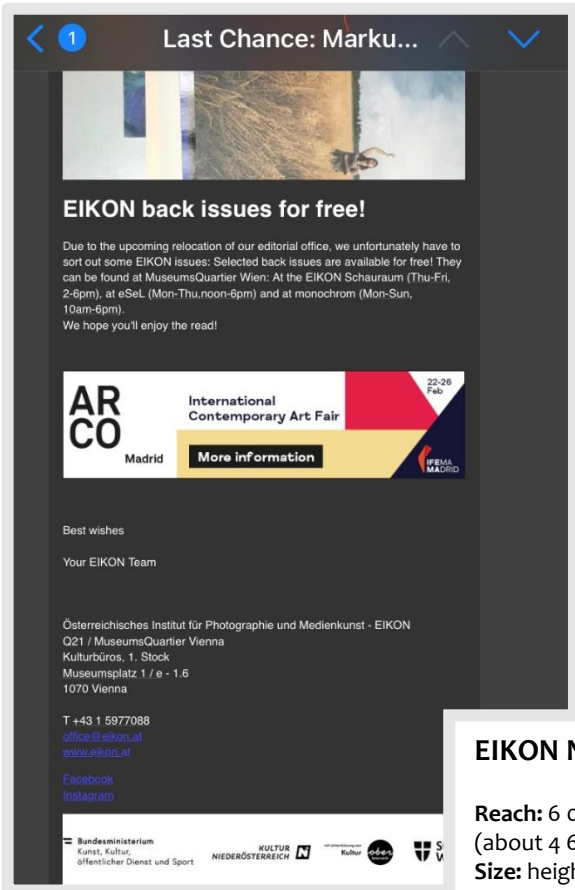 1
Last Chance: Marku...
EIKON back issues for free!
Due to the upcoming relocation of our editorial office, we unfortunately have to
sort out some EIKON issues: Selected back issues are available for free! They
can be found at MuseumsQuartier Wien: At the EIKON Schauraum (Thu-Fri,
2-6pm), at eSeL (Mon-Thu,noon-6pm) and at monochrom (Mon-Sun,
10am-6pm).
We hope you'll enjoy the read!
AR
CO
Madrid
International
Contemporary Art Fair
More information
22-26
Feb
IFEMA
MADRID
Best wishes
Your EIKON Team
Österreichisches Institut für Photographie und Medienkunst - EIKON
Q21 / MuseumsQuartier Vienna
Kulturbüros, 1. Stock
Museumsplatz 1 / e - 1.6
1070 Vienna
T +43 1 5977088
office@eikon.at
www.eikon.at
Facebook
Instagram
Bundesministerium
Kunst, Kultur,
öffentlicher Dienst und Sport
KULTUR
NIEDERÖSTERREICH
Kultur
EIKON
Reach: 6
(about 4 6
Size: